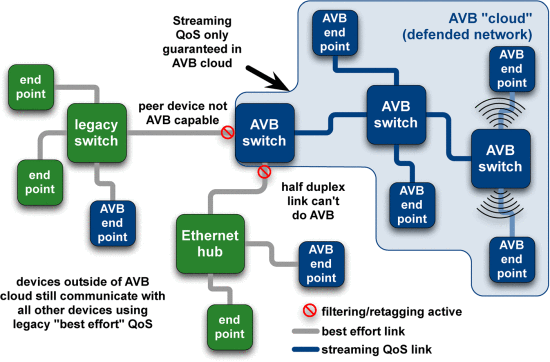 Streaming
QoS only
guaranteed in
AVB cloud
AVB "cloud"
(defended network)
AVB
end
point
AVB
end
point
end
point
legacy
switch
peer device not
AVB capable
AVB
switch
AVB
switch
AVB
switch
end
point
AVB
end
point
half duplex
link can't
do AVB
AVB
end
point
Ethernet
hub
AVB
end
point
AVB
end
point
devices outside of AVB
cloud still communicate with
all other devices using
legacy "best effort" QoS
end
point
filtering/retagging active
best effort link
streaming QoS link